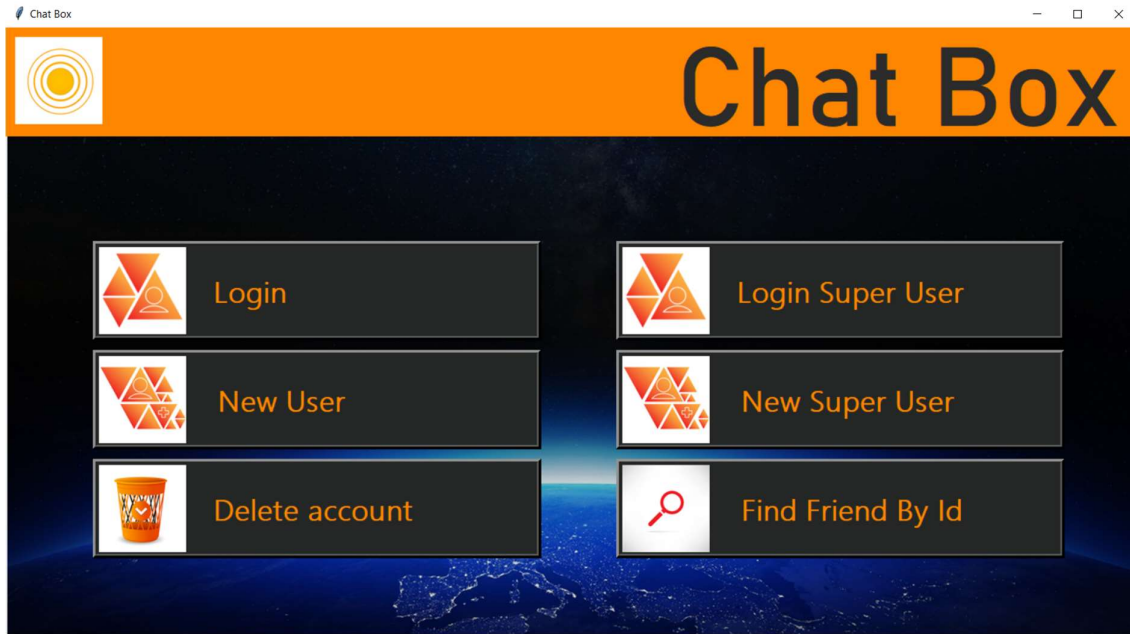 Chat Box
Chat Box
Login
Login Super User
New User
New Super User
Delete account
Find Friend By Id